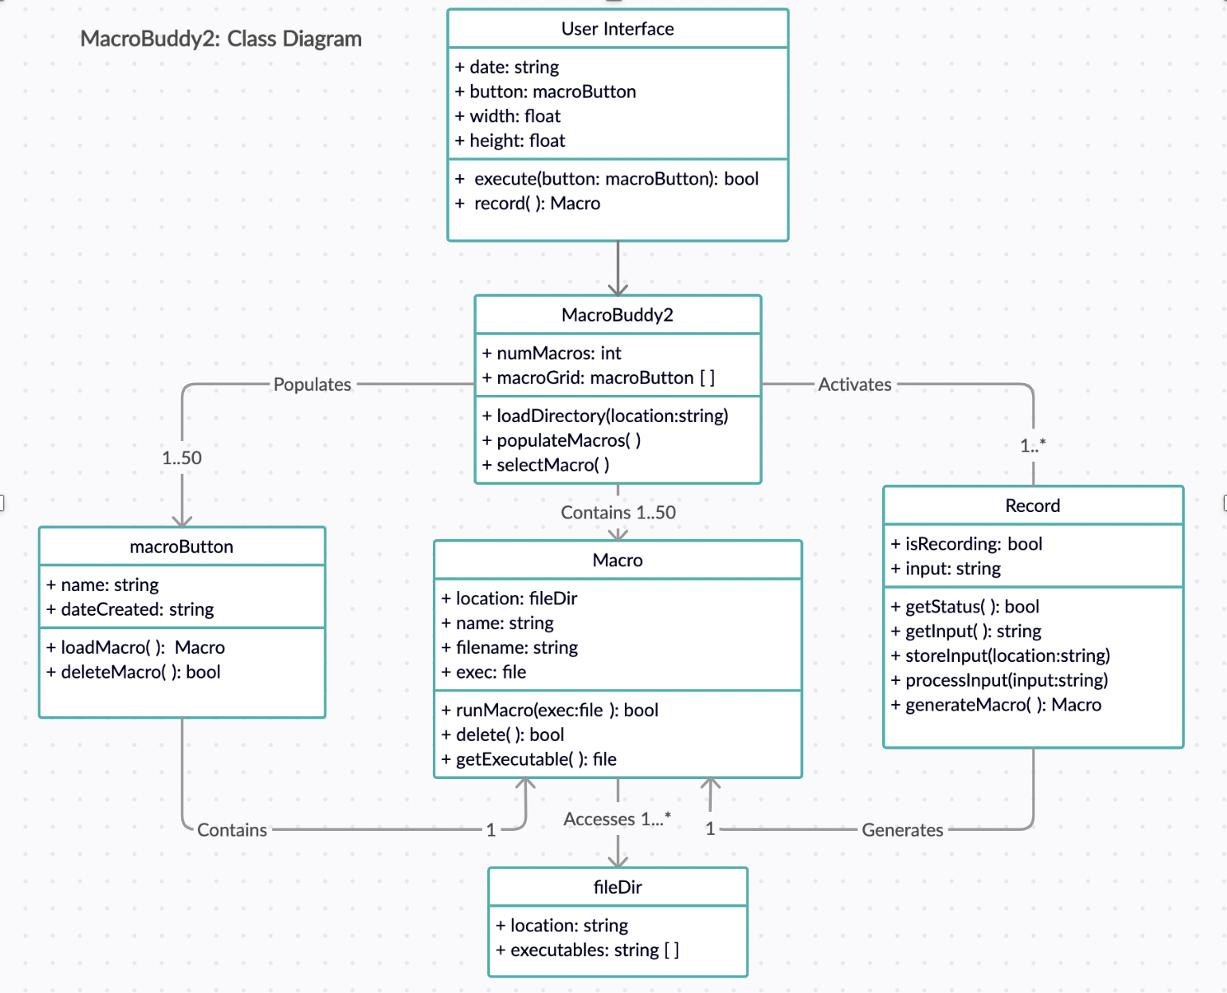 MacroBuddy2: Class Diagram
User Interface
+ date: string
+ button: macroButton
+ width: float
+ height: float
+ execute(button: macroButton): bool
+ record( ): Macro
MacroBuddy2
+ numMacros: int
+ macroGrid: macroButton [ ]
+ loadDirectory(location:string)
+ populateMacros( )
+ selectMacro( )
Populates
Activates
1..50
1..*
Contains 1..50
macroButton
+ name: string
+ dateCreated: string
+ loadMacro( ): Macro
+ deleteMacro( ): bool
Macro
+ location: fileDir
+ name: string
+ filename: string
+ exec: file
+ runMacro(exec:file ): bool
+ delete( ): bool
+ getExecutable( ): file
Record
+ isRecording: bool
+ input: string
+ getStatus( ): bool
+ getInput( ): string
+ storeInput(location:string)
+ processInput(input:string)
+ generateMacro( ): Macro
Contains
1
Accesses 1...*
1
Generates
fileDir
+ location: string
+ executables: string [ ]